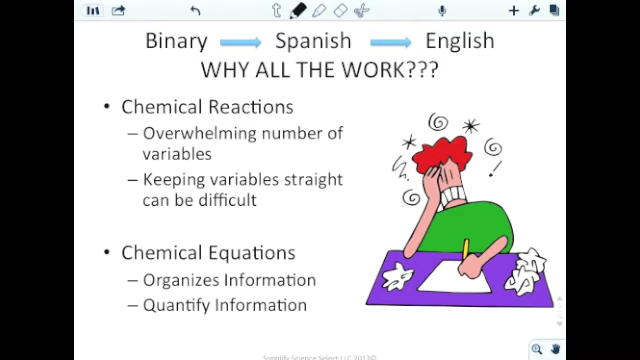 Binary Spanish English
WHY ALL THE WORK???
• Chemical Reactions
– Overwhelming number of
variables
– Keeping variables straight
can be difficult
• Chemical Equations
– Organizes Information
– Quantify Information
Simplify Science Select LLC 2013©